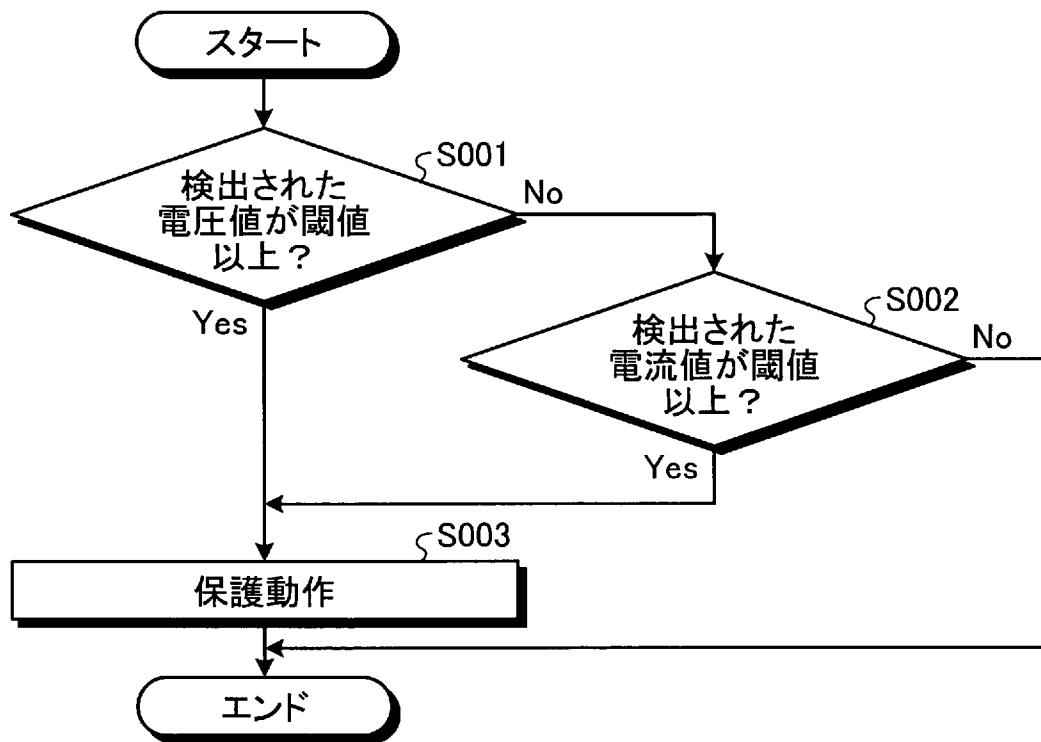 スタート
S001
検出された
電圧値が閾値
以上？
No
Yes
S002
検出された
電流値が閾値
以上？
No
Yes
S003
保護動作
エンド